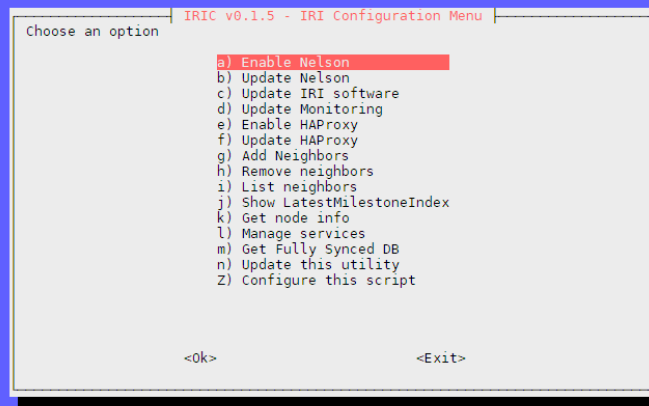 IRIC v0.1.5 - IRI Configuration Menu
Choose an option
a) Enable Nelson
b) Update Nelson
c) Update IRI software
d) Update Monitoring
e) Enable HAProxy
f) Update HAProxy
g) Add Neighbors
h) Remove neighbors
i) List neighbors
j) Show LatestMilestoneIndex
k) Get node info
l) Manage services
m) Get Fully Synced DB
n) Update this utility
Z) Configure this script
<Ok> <Exit>